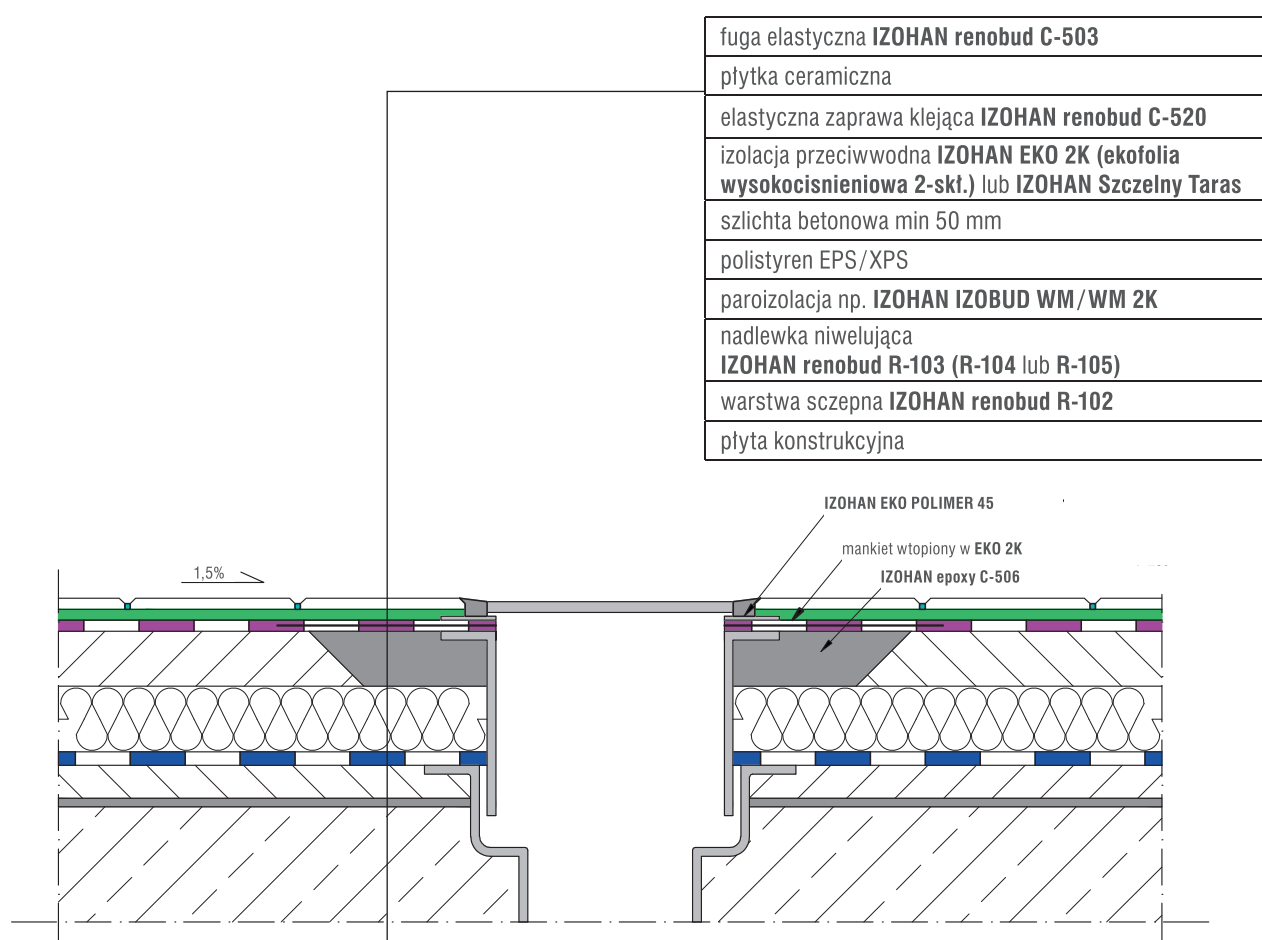 fuga elastyczna IZOHAN renobud C-503
płytka ceramiczna
elastyczna zaprawa klejąca IZOHAN renobud C-520
izolacja przeciwwodna IZOHAN EKO 2K (ekofolia
wysokocisnieniowa 2-skł.) lub IZOHAN Szczelny Taras
szlichta betonowa min 50 mm
polistyren EPS/XPS
paroizolacja np. IZOHAN IZOBUD WM/WM 2K
nadlewka niwelująca
IZOHAN renobud R-103 (R-104 lub R-105)
warstwa sczepna IZOHAN renobud R-102
płyta konstrukcyjna
IZOHAN EKO POLIMER 45
mankiet wtopiony w EKO 2K
IZOHAN epoxy C-506
1,5%